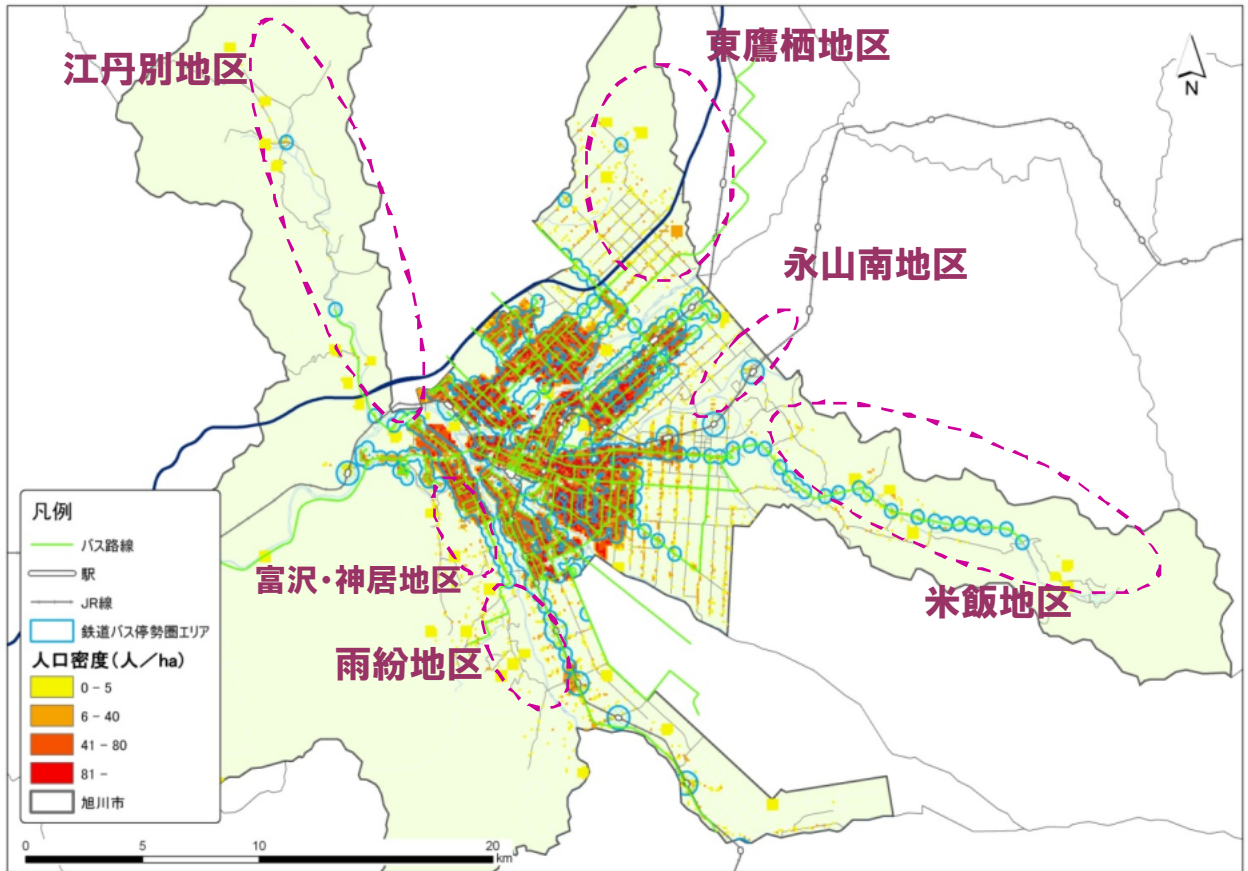 東鷹栖地区
江丹別地区
N
永山南地区
富沢・神居地区
米飯地区
雨紛地区
凡例
バス路線
駅
JR線
鉄道バス停勢圏エリア
人口密度(人/ha)
0 - 5
6 - 40
41 - 80
81 -
旭川市
0 5 10 20
km